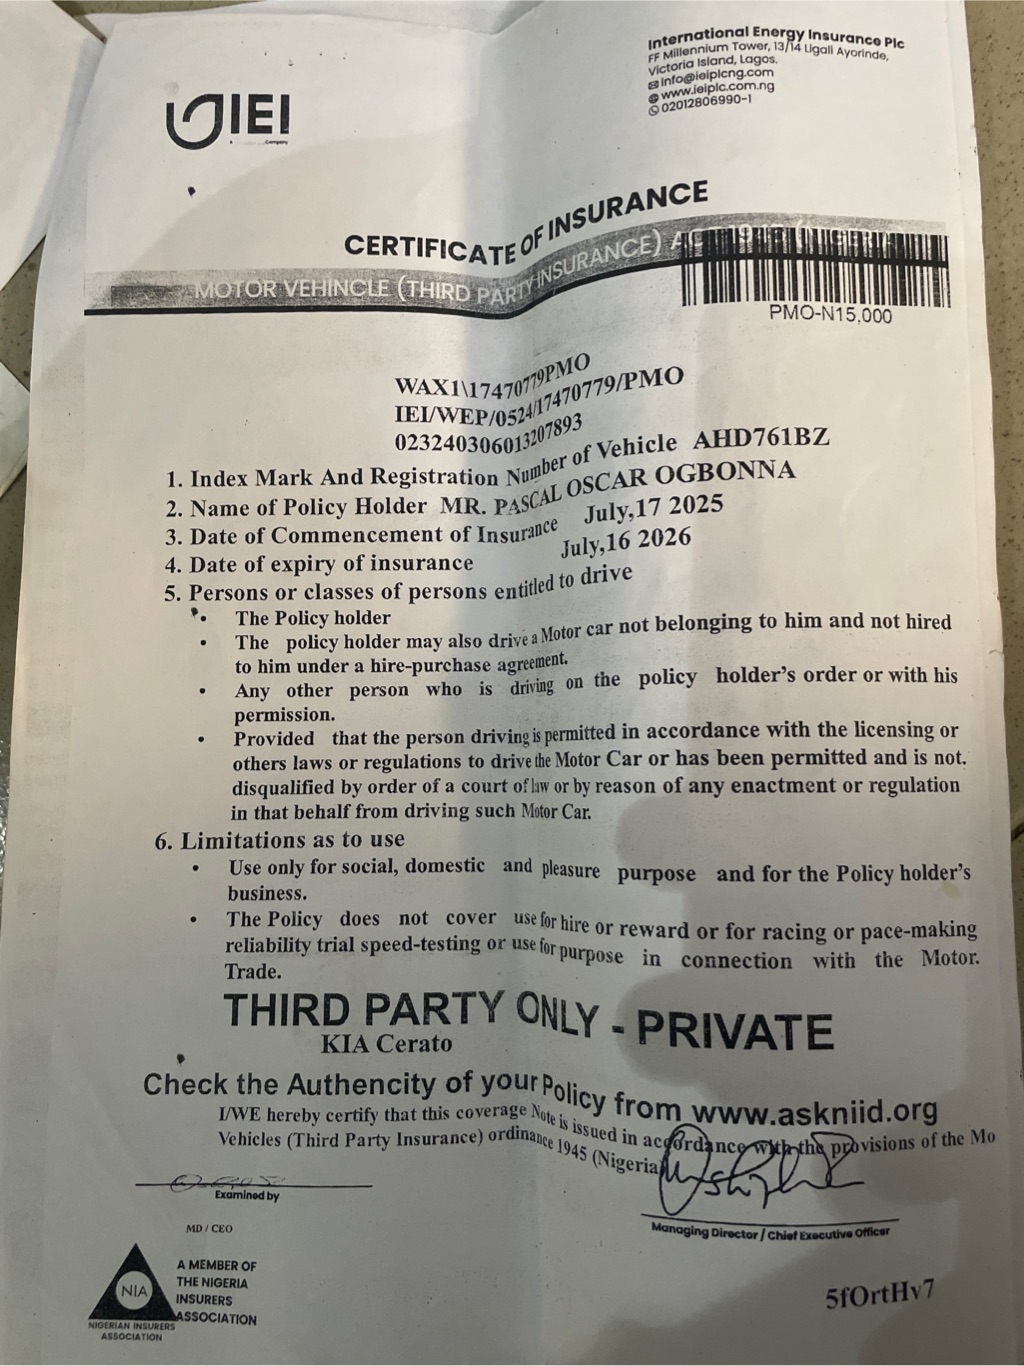 International Energy Insurance Plc
FF Millennium Tower, 13/14 Ligali Ayorinde,
Victoria Island, Lagos.
info@ieiplcng.com
www.ieiplc.com.ng
02012806990-1
IEI
Company
CERTIFICATE OF INSURANCE
MOTOR VEHINCLE (THIRD PARTY INSURANCE)
PMO-N15,000
WAX1\17470779PMO
IEI/WEP/0524/17470779/PMO
023240306013207893
1. Index Mark And Registration Number of Vehicle AHD761BZ
2. Name of Policy Holder MR. PASCAL OSCAR OGBONNA
3. Date of Commencement of Insurance July,17 2025
4. Date of expiry of insurance July,16 2026
5. Persons or classes of persons entitled to drive
• The Policy holder
• The policy holder may also drive a Motor car not belonging to him and not hired
to him under a hire-purchase agreement.
• Any other person who is driving on the policy holder's order or with his
permission.
• Provided that the person driving is permitted in accordance with the licensing or
others laws or regulations to drive the Motor Car or has been permitted and is not.
disqualified by order of a court of law or by reason of any enactment or regulation
in that behalf from driving such Motor Car.
6. Limitations as to use
• Use only for social, domestic and pleasure purpose and for the Policy holder's
business.
• The Policy does not cover use for hire or reward or for racing or pace-making
reliability trial speed-testing or use for purpose in connection with the Motor.
Trade.
THIRD PARTY ONLY - PRIVATE
KIA Cerato
Check the Authencity of your Policy from www.askniid.org
I/WE hereby certify that this coverage Note is issued in accordance with the provisions of the Mo
Vehicles (Third Party Insurance) ordinance 1945 (Nigeria)
Examined by
MD / CEO
Managing Director / Chief Executive Officer
NIA
NIGERIAN INSURERS
ASSOCIATION
A MEMBER OF
THE NIGERIA
INSURERS
ASSOCIATION
5fOrtHv7